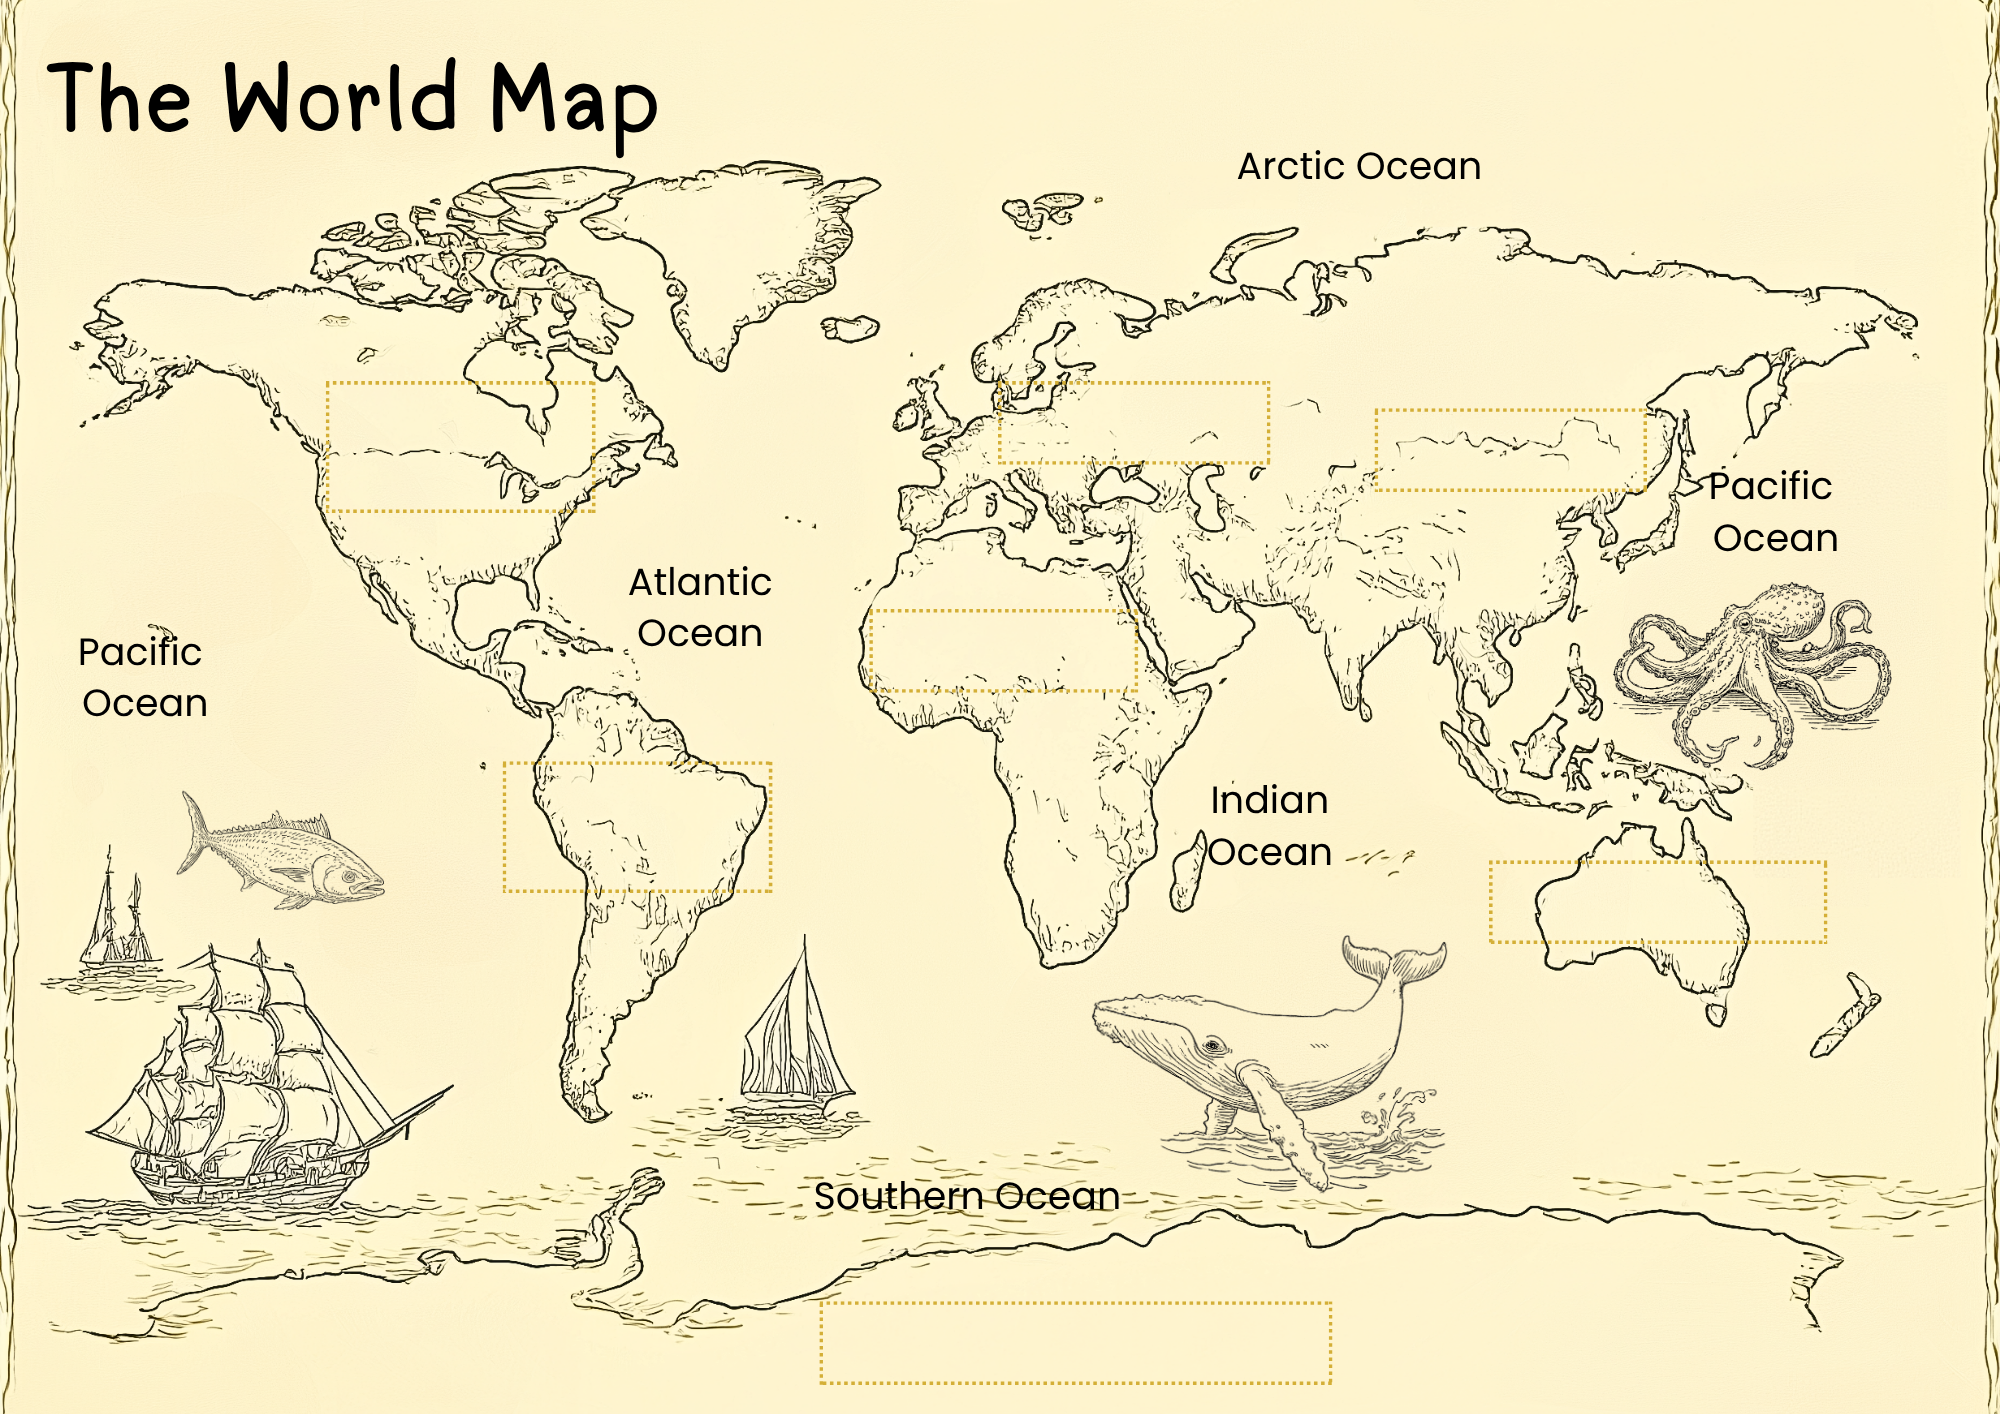 The World Map
Arctic Ocean
Pacific
Ocean
Atlantic
Ocean
Pacific
Ocean
Indian
Ocean
Southern Ocean